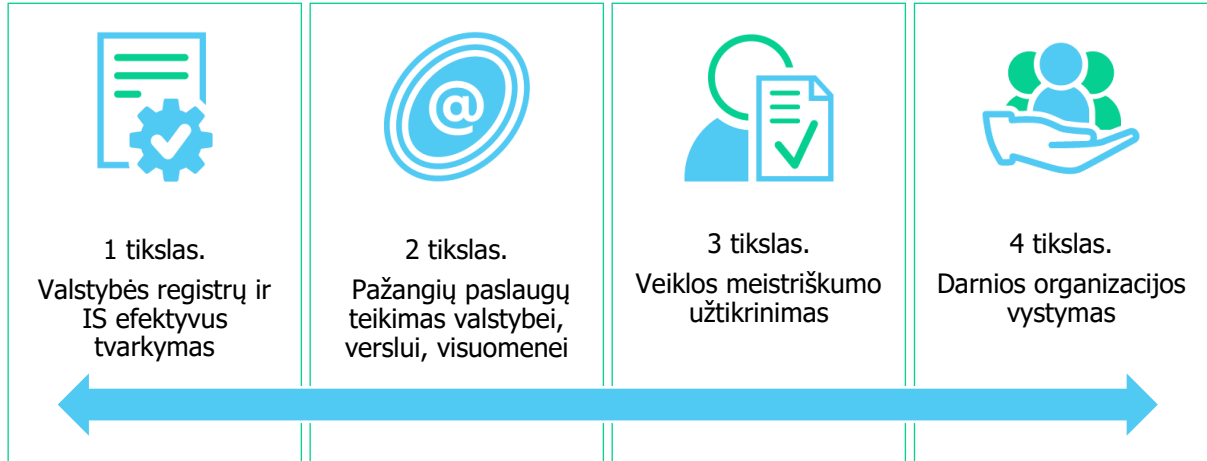 @
1 tikslas.
Valstybės registrų ir
IS efektyvus
tvarkymas
2 tikslas.
Pažangių paslaugų
teikimas valstybei,
verslui, visuomenei
3 tikslas.
Veiklos meistriškumo
užtikrinimas
4 tikslas.
Darnios organizacijos
vystymas